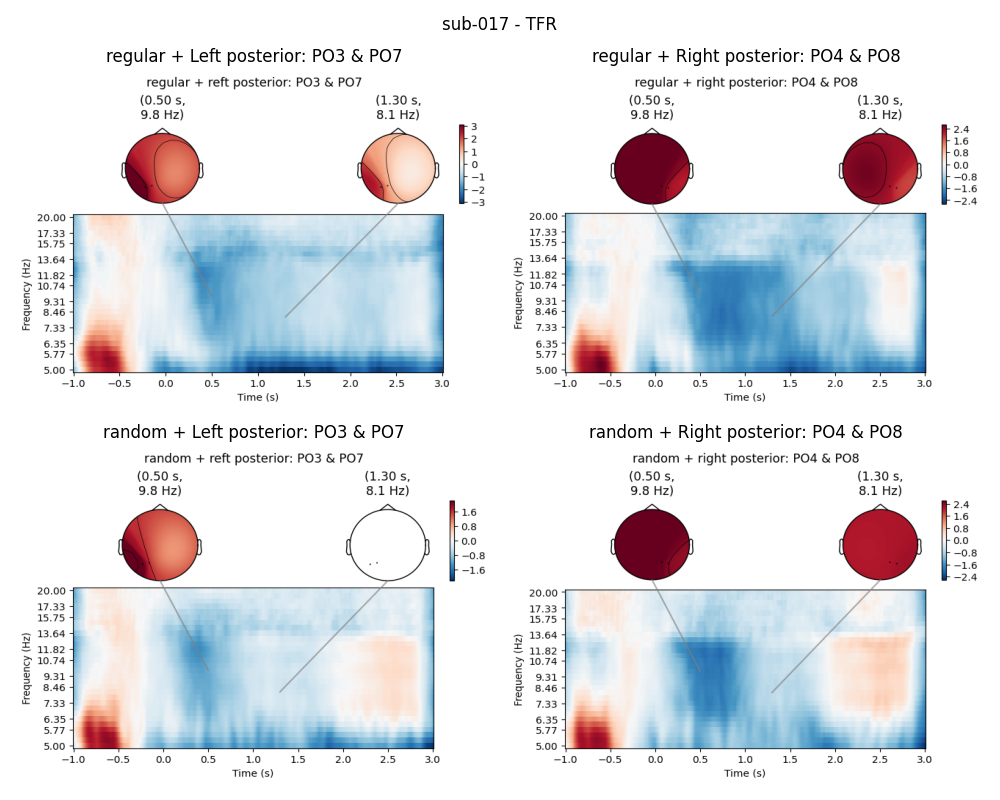 sub-017 - TFR
regular + Left posterior: PO3 & PO7
regular + reft posterior: PO3 & PO7
(0.50 s,
9.8 Hz)
(1.30 s,
8.1 Hz)
3
2
1
0
−1
−2
−3
20.00
17.33
15.75
13.64
11.82
10.74
9.31
8.46
7.33
6.35
5.77
5.00
Frequency (Hz)
−1.0 −0.5 0.0 0.5 1.0 1.5 2.0 2.5 3.0
Time (s)
regular + Right posterior: PO4 & PO8
regular + right posterior: PO4 & PO8
(0.50 s,
9.8 Hz)
(1.30 s,
8.1 Hz)
2.4
1.6
0.8
0.0
−0.8
−1.6
−2.4
20.00
17.33
15.75
13.64
11.82
10.74
9.31
8.46
7.33
6.35
5.77
5.00
Frequency (Hz)
−1.0 −0.5 0.0 0.5 1.0 1.5 2.0 2.5 3.0
Time (s)
random + Left posterior: PO3 & PO7
random + reft posterior: PO3 & PO7
(0.50 s,
9.8 Hz)
(1.30 s,
8.1 Hz)
1.6
0.8
0.0
−0.8
−1.6
20.00
17.33
15.75
13.64
11.82
10.74
9.31
8.46
7.33
6.35
5.77
5.00
Frequency (Hz)
−1.0 −0.5 0.0 0.5 1.0 1.5 2.0 2.5 3.0
Time (s)
random + Right posterior: PO4 & PO8
random + right posterior: PO4 & PO8
(0.50 s,
9.8 Hz)
(1.30 s,
8.1 Hz)
2.4
1.6
0.8
0.0
−0.8
−1.6
−2.4
20.00
17.33
15.75
13.64
11.82
10.74
9.31
8.46
7.33
6.35
5.77
5.00
Frequency (Hz)
−1.0 −0.5 0.0 0.5 1.0 1.5 2.0 2.5 3.0
Time (s)